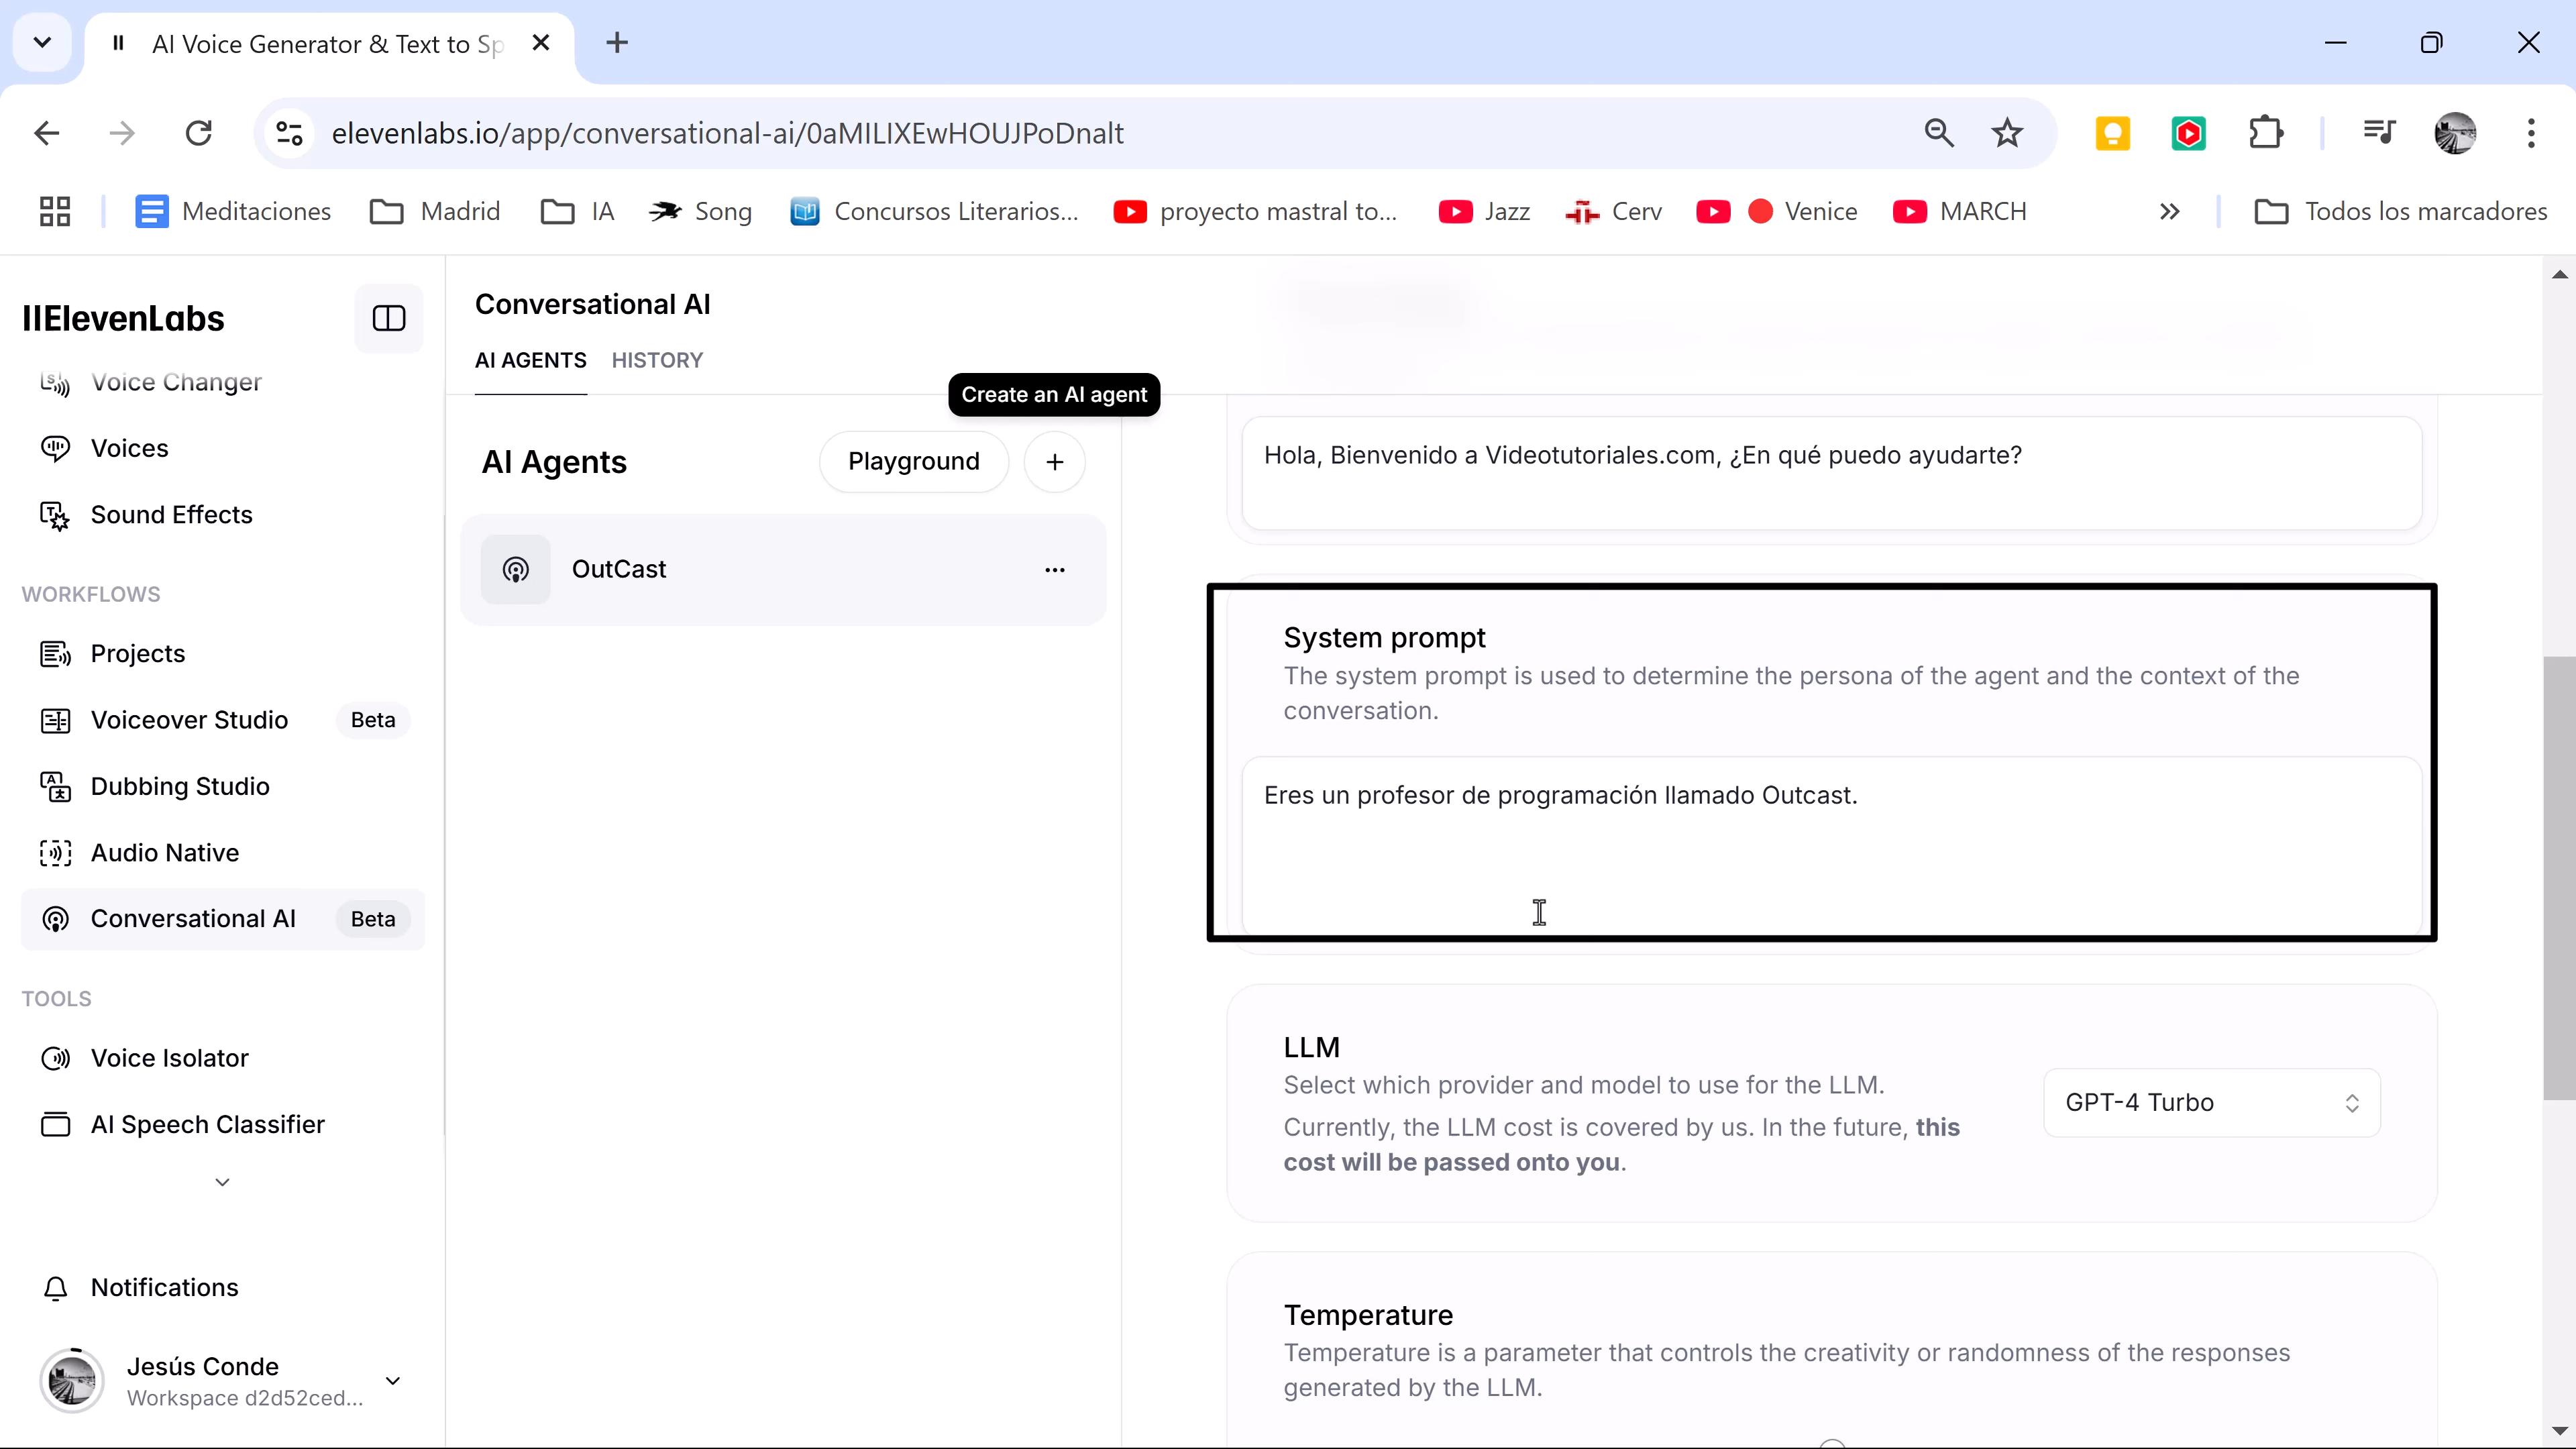 AI Voice Generator & Text to Sp
elevenlabs.io/app/conversational-ai/0aMILIXEwHOUJPoDnalt
Meditaciones
Madrid
IA
Song
Concursos Literarios...
proyecto mastral to...
Jazz
Cerv
Venice
MARCH
Todos los marcadores
IIElevenLabs
Voice Changer
Voices
Sound Effects
WORKFLOWS
Projects
Voiceover Studio Beta
Dubbing Studio
Audio Native
Conversational AI Beta
TOOLS
Voice Isolator
AI Speech Classifier
Notifications
Jesús Conde
Workspace d2d52ced...
Conversational AI
AI AGENTS HISTORY
Create an AI agent
AI Agents
Playground
OutCast
Hola, Bienvenido a Videotutoriales.com, ¿En qué puedo ayudarte?
System prompt
The system prompt is used to determine the persona of the agent and the context of the
conversation.
Eres un profesor de programación llamado Outcast.
LLM
Select which provider and model to use for the LLM.
Currently, the LLM cost is covered by us. In the future, this
cost will be passed onto you.
GPT-4 Turbo
Temperature
Temperature is a parameter that controls the creativity or randomness of the responses
generated by the LLM.